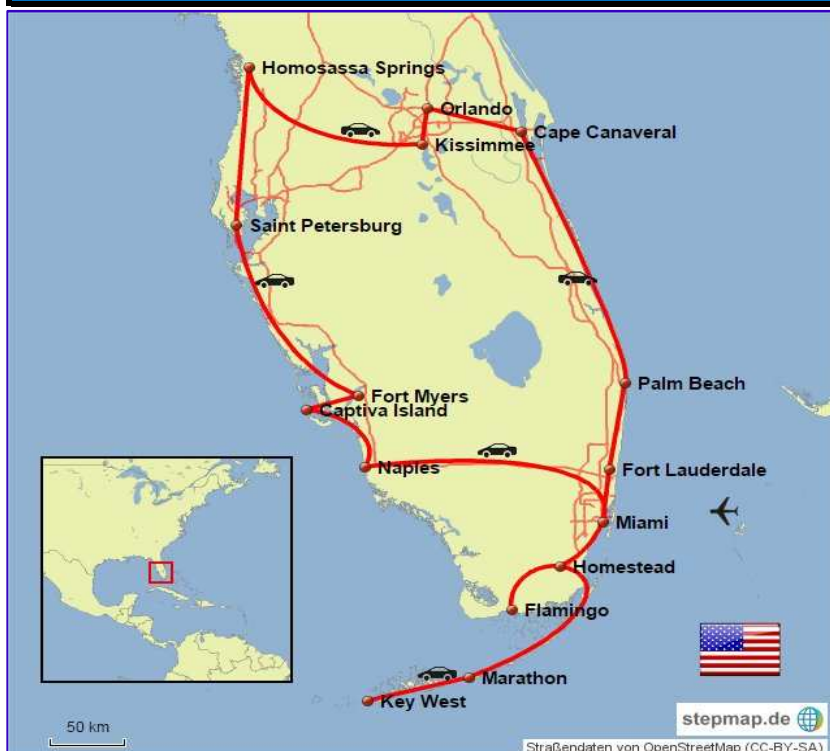 Homosassa Springs
Orlando
Cape Canaveral
Kissimmee
Saint Petersburg
Palm Beach
Fort Myers
Captiva Island
Naples
Fort Lauderdale
Miami
Homestead
Flamingo
Marathon
Key West
50 km
stepmap.de
Straßendaten von OpenStreetMap (CC-BY-SA)